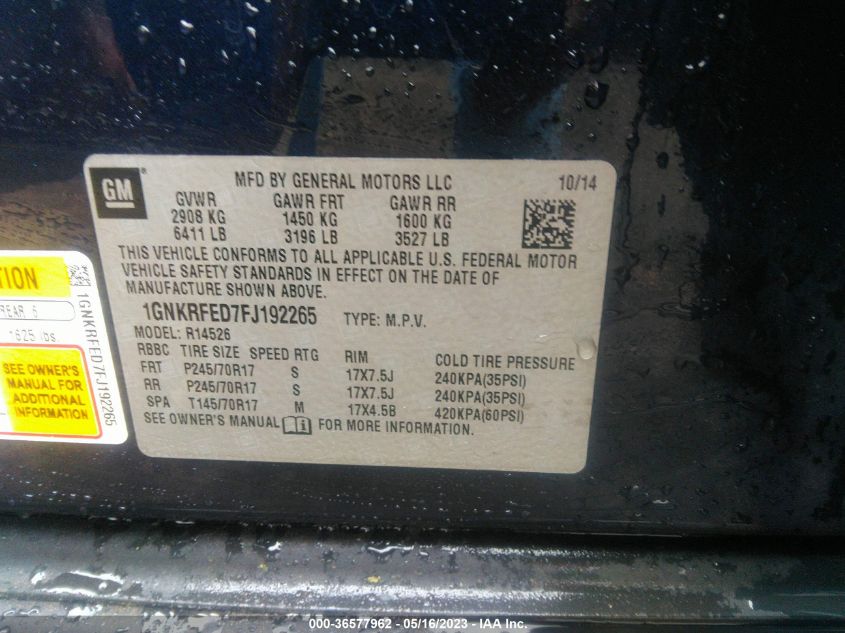 GM
MFD BY GENERAL MOTORS LLC 10/14
GVWR GAWR FRT GAWR RR
2908 KG 1450 KG 1600 KG
6411 LB 3196 LB 3527 LB
THIS VEHICLE CONFORMS TO ALL APPLICABLE U.S. FEDERAL MOTOR
VEHICLE SAFETY STANDARDS IN EFFECT ON THE DATE OF
MANUFACTURE SHOWN ABOVE.
1GNKRFED7FJ192265 TYPE: M.P.V.
MODEL: R14526
RBBC TIRE SIZE SPEED RTG RIM COLD TIRE PRESSURE
FRT P245/70R17 S 17X7.5J 240KPA(35PSI)
RR P245/70R17 S 17X7.5J 240KPA(35PSI)
SPA T145/70R17 M 17X4.5B 420KPA(60PSI)
SEE OWNER'S MANUAL FOR MORE INFORMATION.
REAR
lbs.
SEE OWNER'S
MANUAL FOR
ADDITIONAL
INFORMATION
1GNKRFED7FJ192265
000-36577962 - 05/16/2023 - IAA Inc.